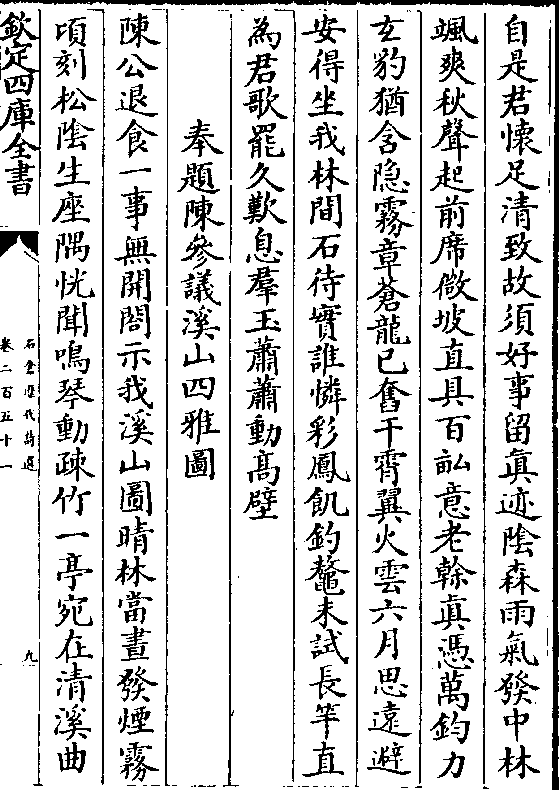 自是君懷足清致故須好事留真迹陰森雨氣發中林
颯爽秋聲起前席儆坡直具百畝意老榦真憑萬鈞力
玄豹猶含隠霧章蒼龍已奮干霄翼火雲六月思遠避
安得坐我林間石待實誰憐彩鳳飢釣鼇未試長竿直
為君歌罷久歎息羣玉蕭蕭動髙壁
奉題陳參議溪山四雅圖
陳公退食一事無開閤示我溪山圖晴林當晝發煙霧
頃刻松陰生座隅恍聞鳴琴動疎竹一亭宛在清溪曲
欽定四庫全書
石倉歴代詩選
卷二百五十一
九